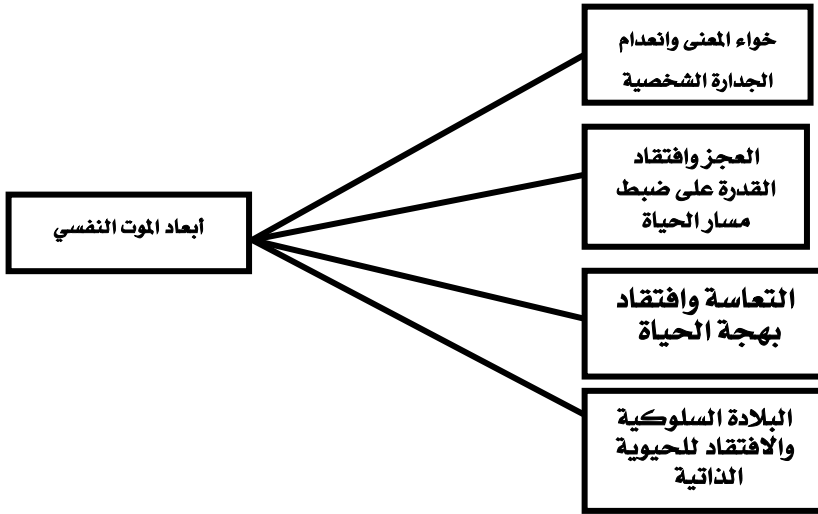 أبعاد الموت النفسي
خواء المعنى وانعدام
الجدارة الشخصية
العجز وافتقاد
القدرة على ضبط
مسار الحياة
التعاسة وافتقاد
بهجة الحياة
البلادة السلوكية
والافتقاد للحيوية
الذاتية